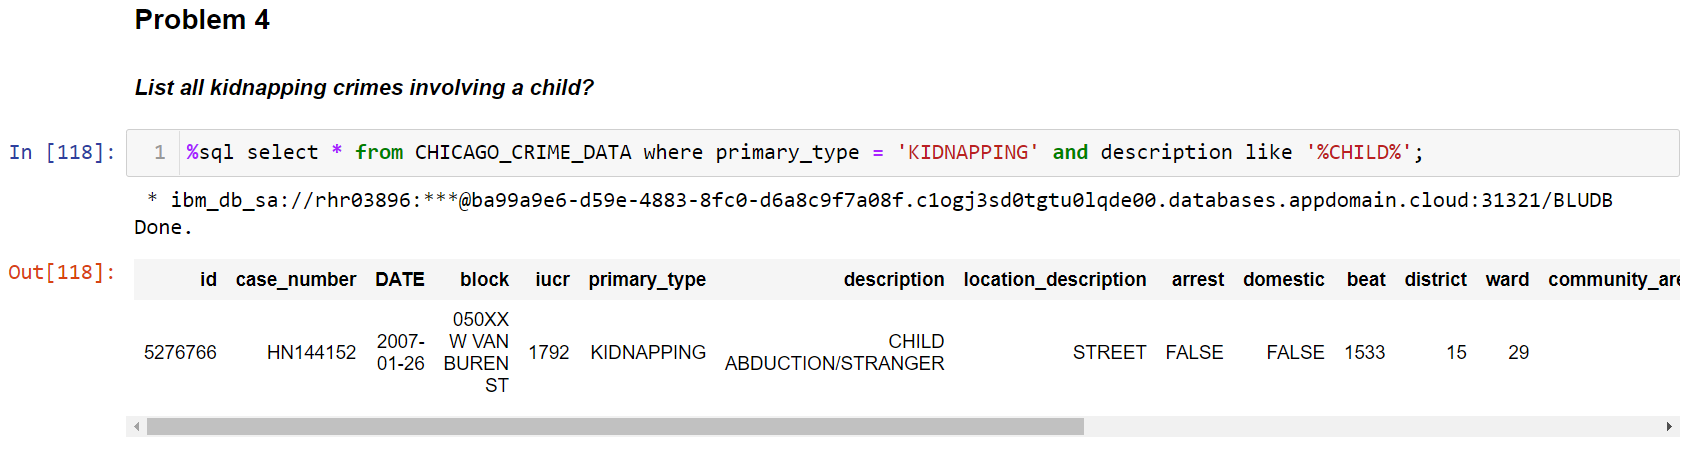 Problem 4
List all kidnapping crimes involving a child?
In [118]: 1 %sql select * from CHICAGO_CRIME_DATA where primary_type = 'KIDNAPPING' and description like '%CHILD%';
* ibm_db_sa://rhr03896:***@ba99a9e6-d59e-4883-8fc0-d6a8c9f7a08f.c1ogj3sd0tgtu0lqde00.databases.appdomain.cloud:31321/BLUDB
Done.
Out[118]:
id case_number DATE block iucr primary_type description location_description arrest domestic beat district ward community_are
5276766 HN144152 2007-01-26 050XX W VAN BUREN ST 1792 KIDNAPPING CHILD ABDUCTION/STRANGER STREET FALSE FALSE 1533 15 29